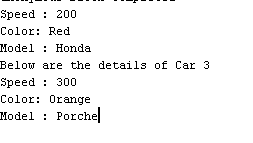 Speed : 200
Color: Red
Model : Honda
Below are the details of Car 3
Speed : 300
Color: Orange
Model : Porche